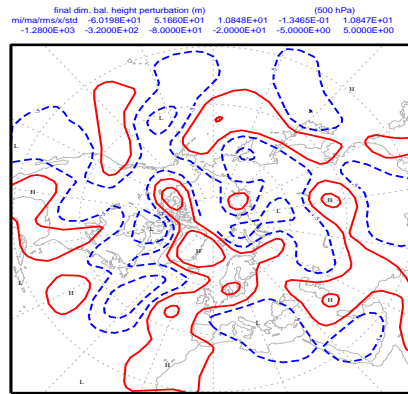 final dim. bal. height perturbation (m) (500 hPa)
mi/ma/rms/x/std -6.0198E+01 5.1660E+01 1.0848E+01 -1.3465E-01 1.0847E+01
-1.2800E+03 -3.2000E+02 -8.0000E+01 -2.0000E+01 -5.0000E+00 5.0000E+00
H
L
L
H
H
L
L
H
L
H
H
L
H
L